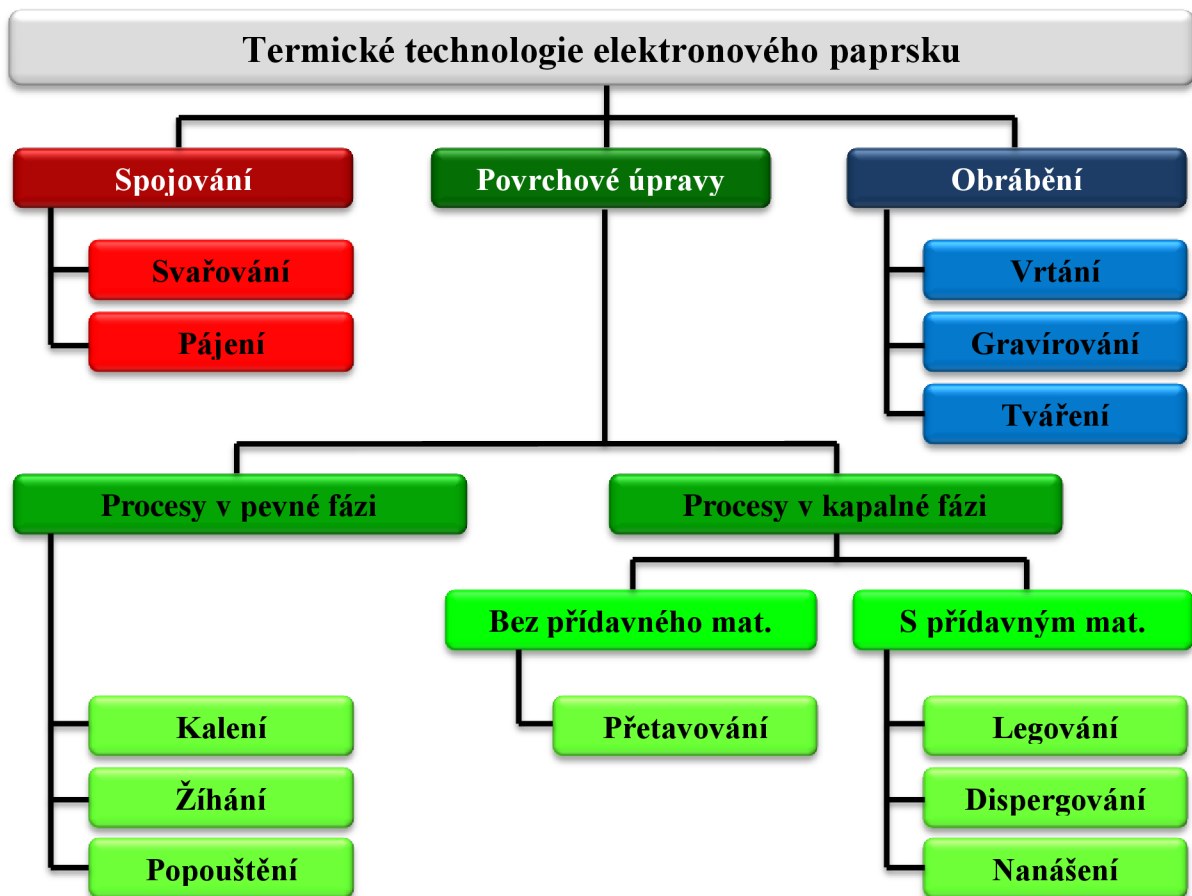 Termické technologie elektronového paprsku
Spojování
Povrchové úpravy
Obrábění
Svařování
Pájení
Vrtání
Gravírování
Tváření
Procesy v pevné fázi
Procesy v kapalné fázi
Bez přídavného mat.
S přídavným mat.
Kalení
Žíhání
Popouštění
Přetavování
Legování
Dispergování
Nanášení